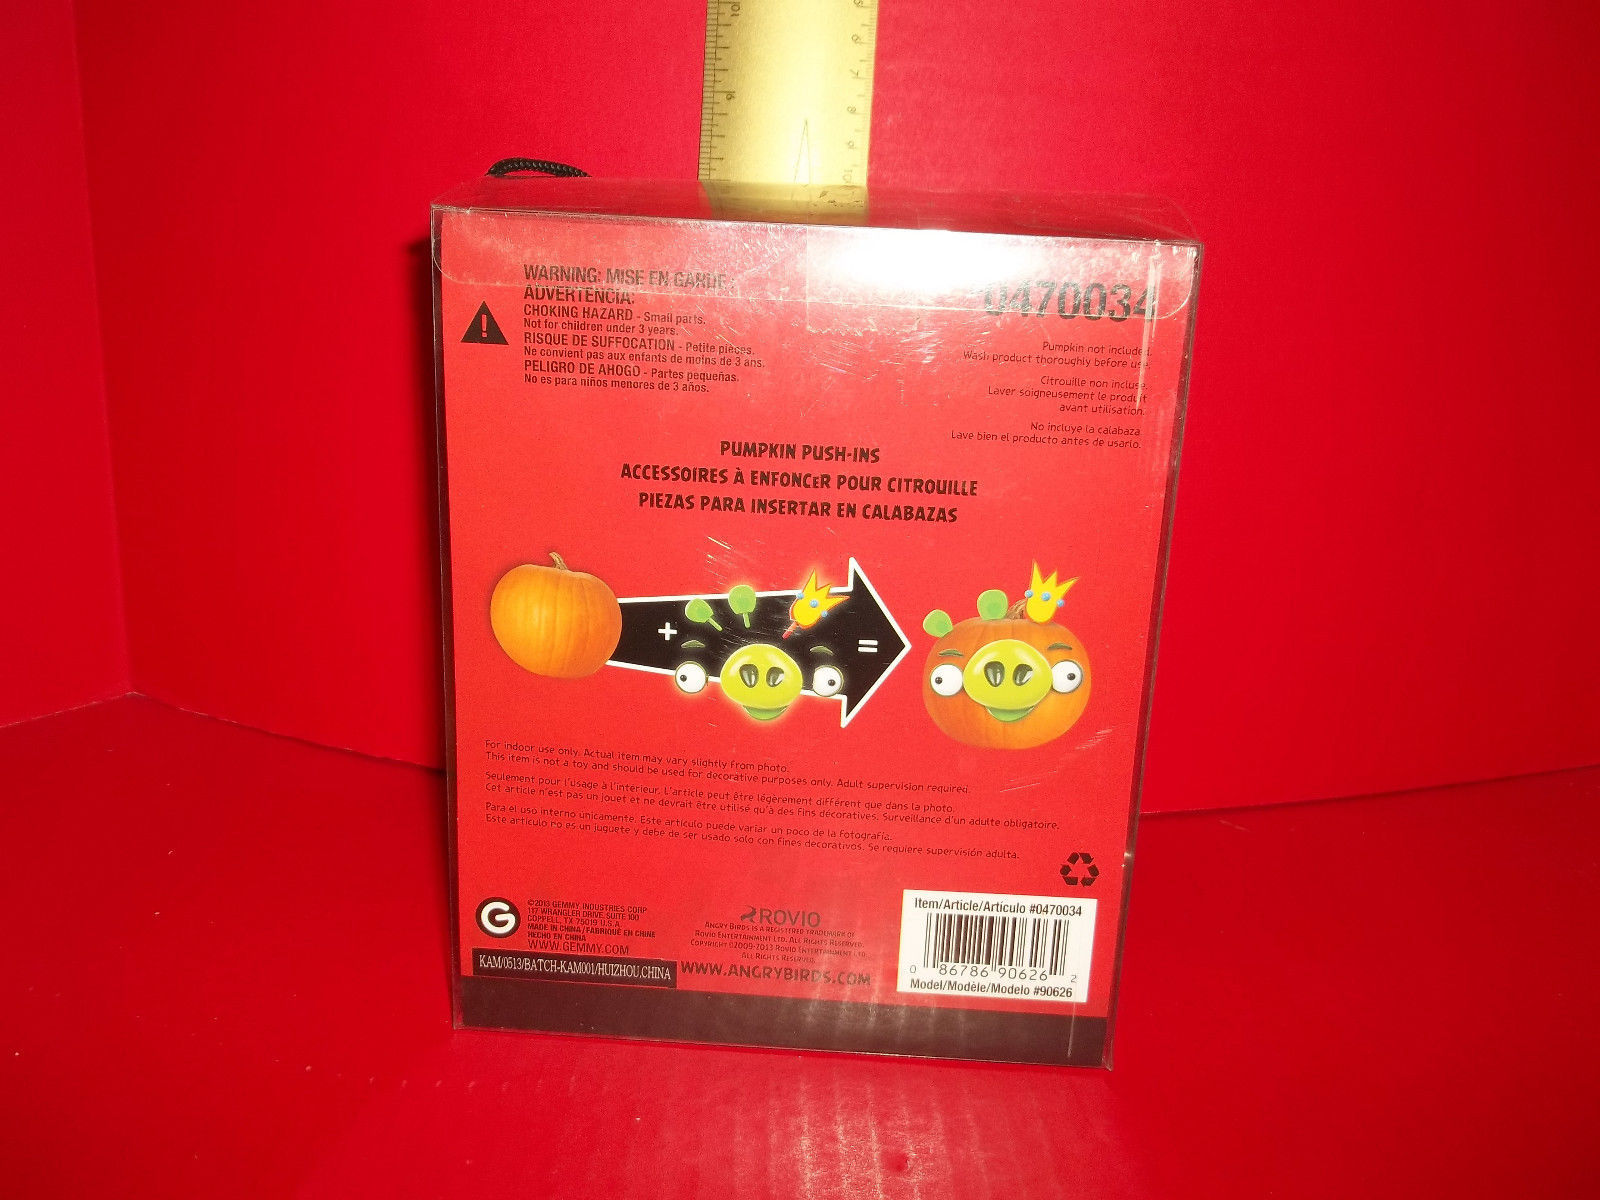 WARNING: MISE EN GARDE :
ADVERTENCIA:
CHOKING HAZARD - Small parts.
Not for children under 3 years.
RISQUE DE SUFFOCATION - Petite pièces.
Ne convient pas aux enfants de moins de 3 ans.
PELIGRO DE AHOGO - Partes pequeñas.
No es para niños menores de 3 años.
0470034
Pumpkin not included.
Wash product thoroughly before use.
Citrouille non incluse.
Laver soigneusement le produit
avant utilisation.
No incluye la calabaza.
Lave bien el producto antes de usarlo.
PUMPKIN PUSH-INS
ACCESSOIRES À ENFONCER POUR CITROUILLE
PIEZAS PARA INSERTAR EN CALABAZAS
+ =
For indoor use only. Actual item may vary slightly from photo.
This item is not a toy and should be used for decorative purposes only. Adult supervision required.
Seulement pour l'usage à l'intérieur. L'article peut être légèrement différent que dans la photo.
Cet article n'est pas un jouet et ne devrait être utilisé qu'à des fins décoratives. Surveillance d'un adulte obligatoire.
Para el uso interno unicamente. Este artículo puede variar un poco de la fotografía.
Este artículo no es un juguete y debe de ser usado solo con fines decorativos. Se requiere supervisión adulta.
G
©2013 GEMMY INDUSTRIES CORP
117 WRANGLER DRIVE, SUITE 100
COPPELL, TX 75019 U.S.A.
MADE IN CHINA / FABRIQUÉ EN CHINE
HECHO EN CHINA
WWW.GEMMY.COM
KAM/0513/BATCH-KAM001/HUIZHOU,CHINA
ROVIO
ANGRY BIRDS IS A REGISTERED TRADEMARK OF
ROVIO ENTERTAINMENT LTD. ALL RIGHTS RESERVED.
COPYRIGHT ©2009-2013 ROVIO ENTERTAINMENT LTD
ALL RIGHTS RESERVED.
WWW.ANGRYBIRDS.COM
Item/Article/Artículo #0470034
0 86786 90626 2
Model/Modèle/Modelo #90626